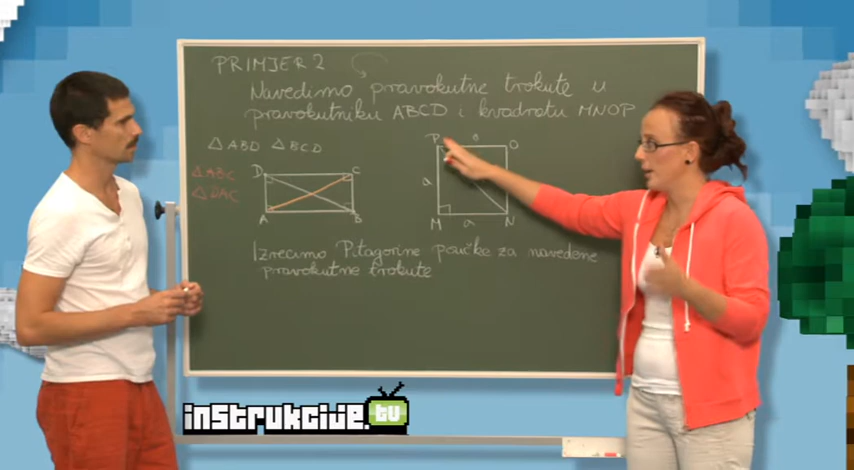 PRIMJER 2
Navedimo pravokutne trokute u
pravokutniku ABCD i kvadratu MNOP
△ABD △BCD
△ABC
△DAC
D C
A B
P a O
a
M a N
Izrecimo Pitagorine poučke za navedene
pravokutne trokute
instrukcije.tv